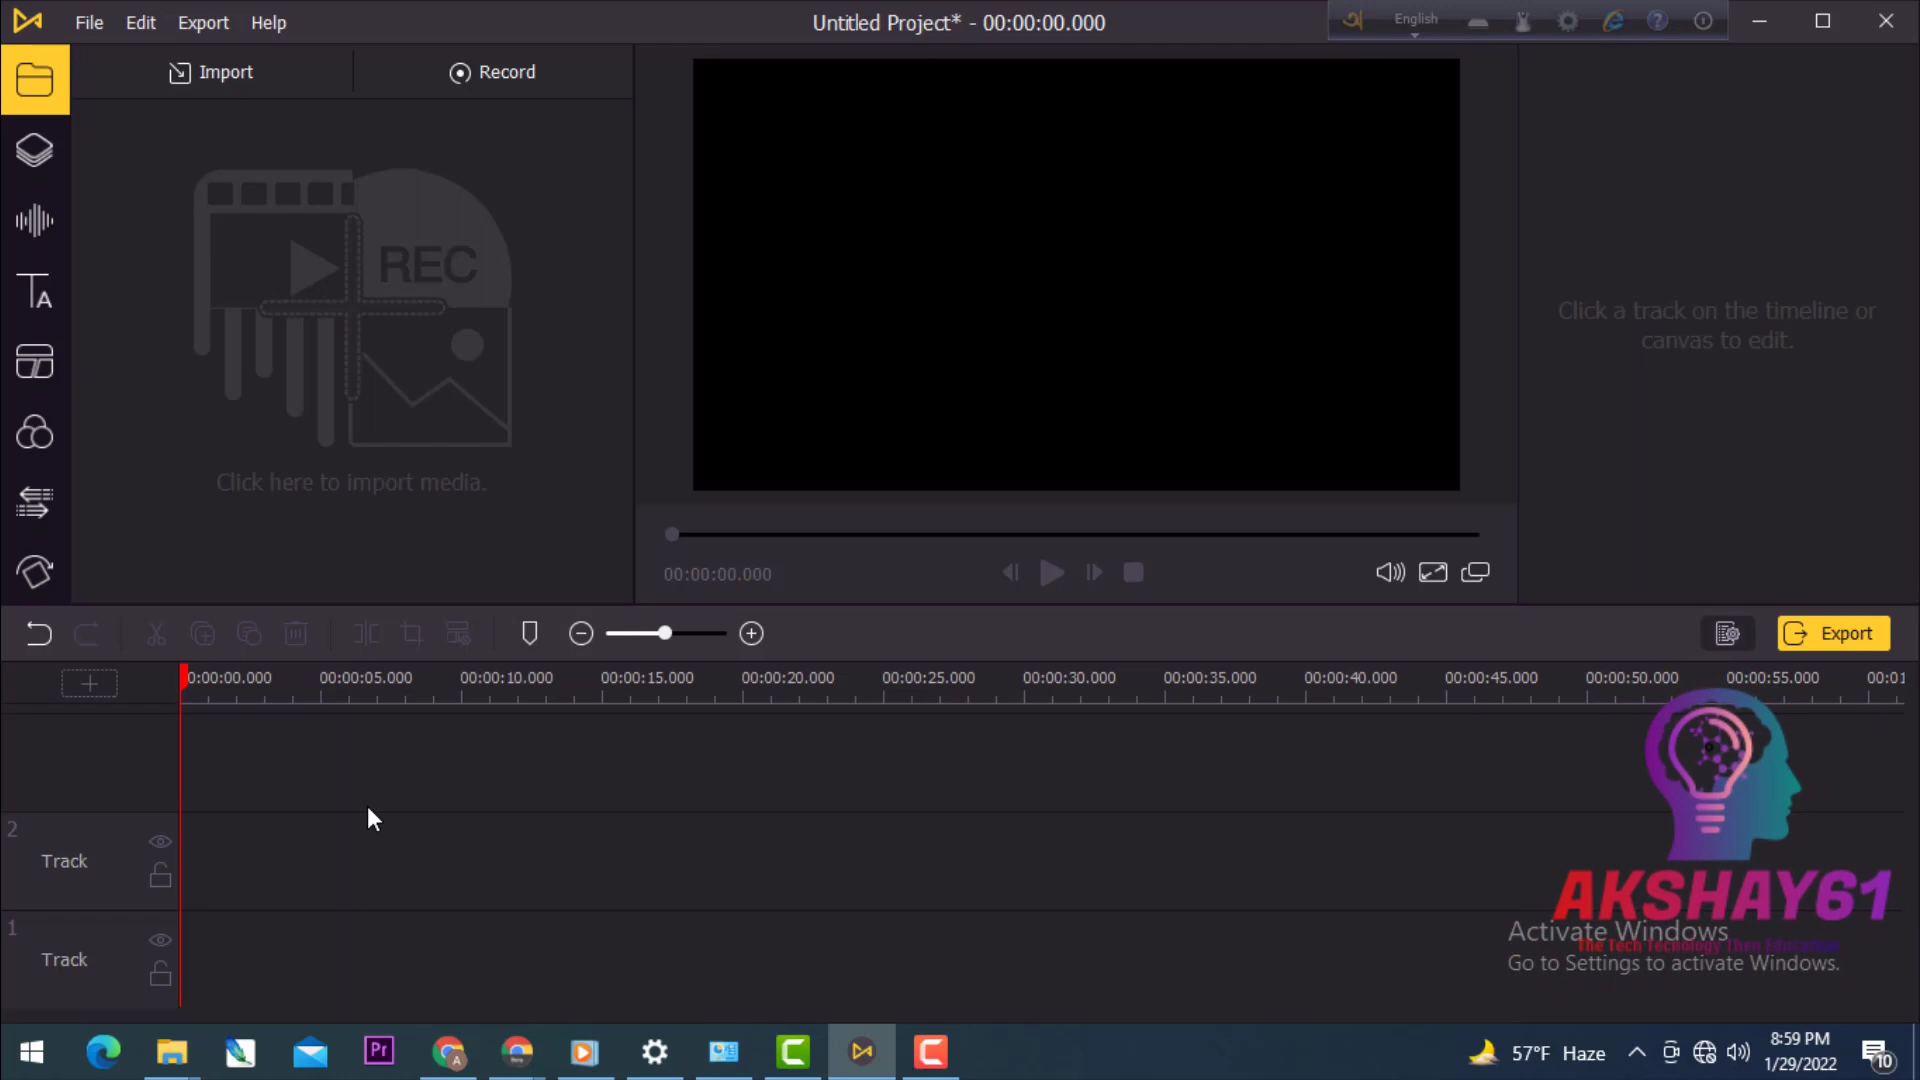 File Edit Export Help
Untitled Project* - 00:00:00.000
English
Import
Record
REC
Click here to import media.
Click a track on the timeline or
canvas to edit.
00:00:00.000
Export
0:00:00.000 00:00:05.000 00:00:10.000 00:00:15.000 00:00:20.000 00:00:25.000 00:00:30.000 00:00:35.000 00:00:40.000 00:00:45.000 00:00:50.000 00:00:55.000 00:01
2
Track
1
Track
AKSHAY61
The Tech Tecnology Then Education
Activate Windows
Go to Settings to activate Windows.
Pr
A
57°F Haze
8:59 PM
1/29/2022
10